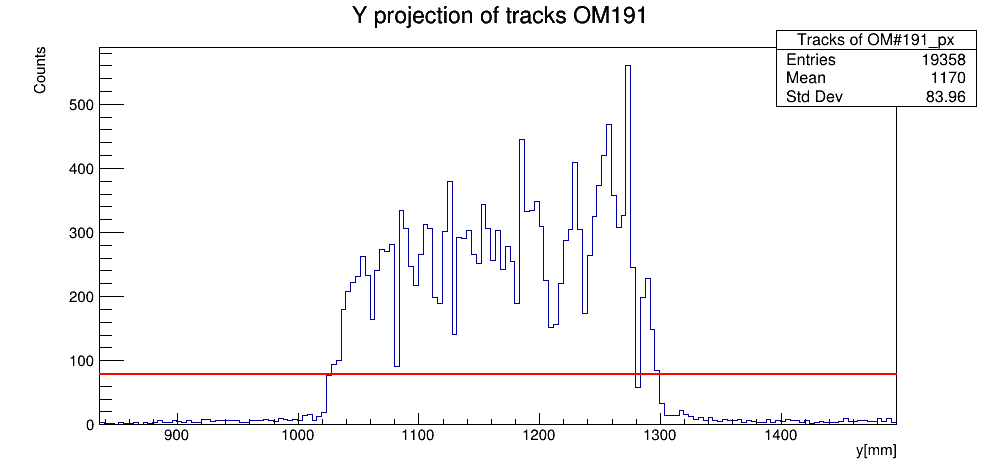 Y projection of tracks OM191
Tracks of OM#191_px
Entries 19358
Mean 1170
Std Dev 83.96
Counts
500
400
300
200
100
0
900 1000 1100 1200 1300 1400
y[mm]